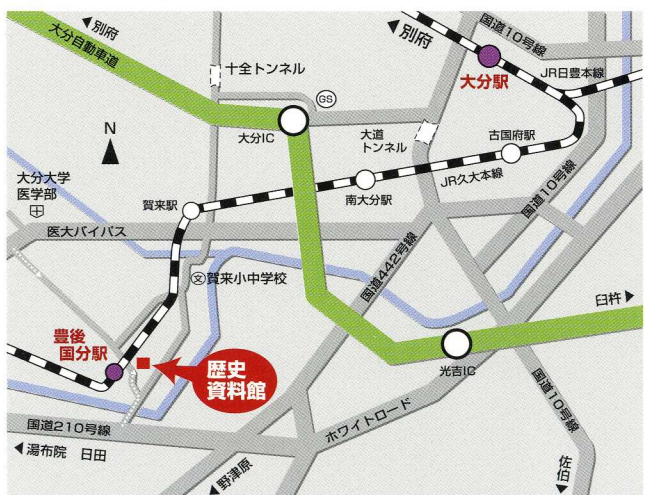 ◀別府
大分自動車道
十全トンネル
GS
◀別府
国道10号線
大分駅
JR日豊本線
N
大分IC
大道
トンネル
古国府駅
大分大学
医学部
賀来駅
南大分駅
JR久大本線
国道10号線
医大バイパス
文賀来小中学校
国道442号線
臼杵▶
豊後
国分駅
歴史
資料館
光吉IC
国道10号線
国道210号線
ホワイトロード
◀湯布院 日田
◀野津原
佐伯▶